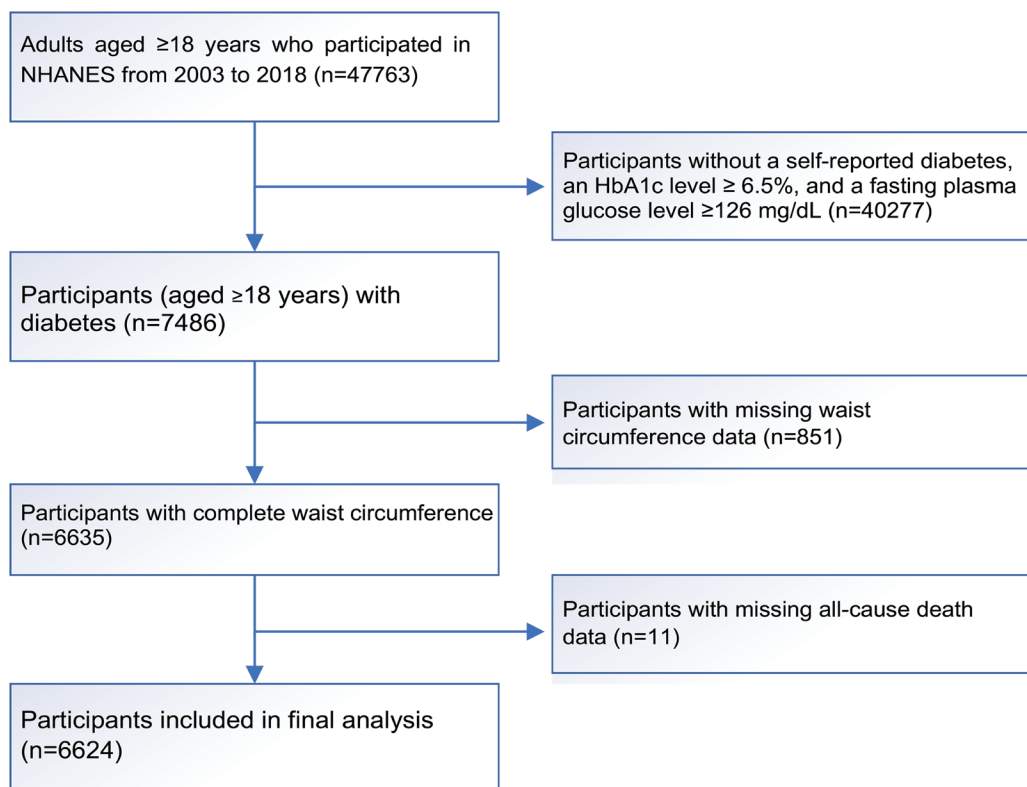 Adults aged ≥18 years who participated in
NHANES from 2003 to 2018 (n=47763)
Participants without a self-reported diabetes,
an HbA1c level ≥ 6.5%, and a fasting plasma
glucose level ≥126 mg/dL (n=40277)
Participants (aged ≥18 years) with
diabetes (n=7486)
Participants with missing waist
circumference data (n=851)
Participants with complete waist circumference
(n=6635)
Participants with missing all-cause death
data (n=11)
Participants included in final analysis
(n=6624)